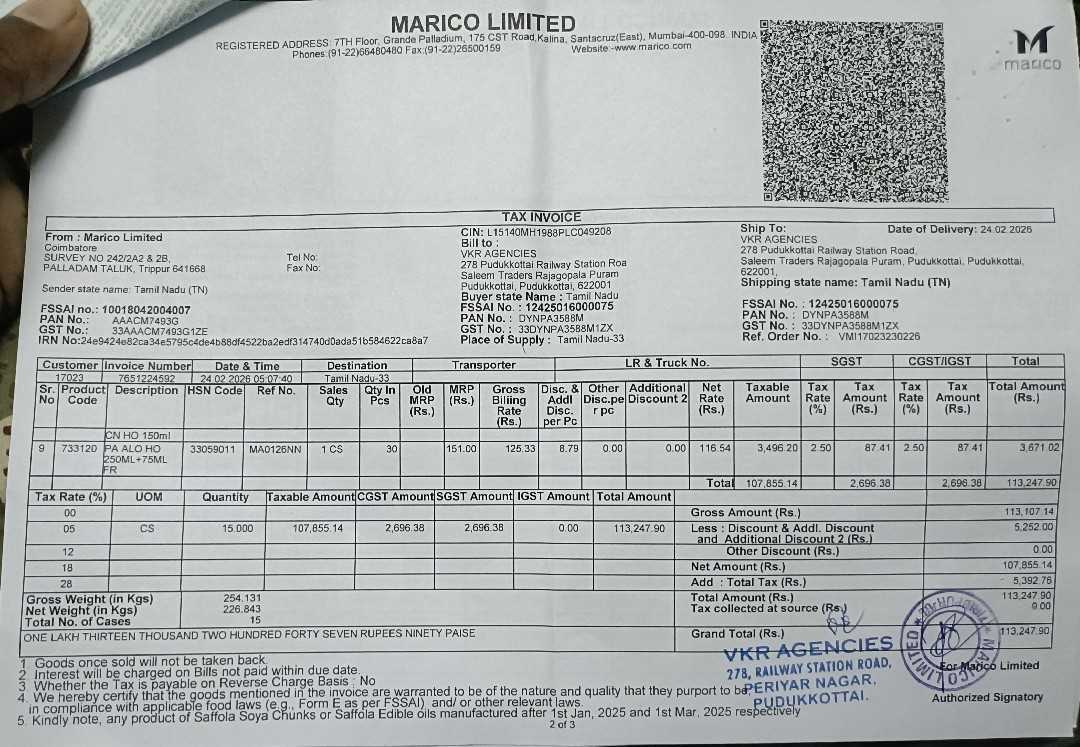 MARICO LIMITED
REGISTERED ADDRESS: 7TH Floor, Grande Palladium, 175 CST Road,Kalina, Santacruz(East), Mumbai-400-098. INDIA
Phones:(91-22)66480480 Fax:(91-22)26500159 Website:-www.marico.com
marico
TAX INVOICE
From : Marico Limited
Coimbatore
SURVEY NO 242/2A2 & 2B,
PALLADAM TALUK, Trippur 641668
Tel No:
Fax No:
Sender state name: Tamil Nadu (TN)
FSSAI no.: 10018042004007
PAN No.: AAACM7493G
GST No.: 33AAACM7493G1ZE
IRN No:24e9424e82ca34e5795c4de4b88df4522ba2edf314740d0ada51b584622ca8a7
CIN: L15140MH1988PLC049208
Bill to :
VKR AGENCIES
278 Pudukkotai Railway Station Roa
Saleem Traders Rajagopala Puram
Pudukkotai, Pudukkotai, 622001
Buyer state Name : Tamil Nadu
FSSAI No. : 12425016000075
PAN No. : DYNPA3588M
GST No. : 33DYNPA3588M1ZX
Place of Supply : Tamil Nadu-33
Ship To: Date of Delivery: 24.02.2026
VKR AGENCIES
278 Pudukkotai Railway Station Road,
Saleem Traders Rajagopala Puram, Pudukkotai, Pudukkotai,
622001,
Shipping state name: Tamil Nadu (TN)
FSSAI No. : 12425016000075
PAN No. : DYNPA3588M
GST No. : 33DYNPA3588M1ZX
Ref. Order No. : VMI17023230226
Customer Invoice Number Date & Time Destination Transporter LR & Truck No. SGST CGST/IGST Total
17023 7651224592 24.02.2026 05:07:40 Tamil Nadu-33
Sr. No Product Code Description HSN Code Ref No. Sales Qty Qty In Pcs Old MRP (Rs.) MRP (Rs.) Gross Billing Rate (Rs.) Disc. & Addl Disc. per Pc Other Disc.pe r pc Additional Discount 2 Net Rate (Rs.) Taxable Amount Tax Rate (%) Tax Amount (Rs.) Tax Rate (%) Tax Amount (Rs.) Total Amount (Rs.)
CN HO 150ml
9 733120 PA ALO HO 33059011 MA0126NN 1 CS 30 151.00 125.33 8.79 0.00 0.00 116.54 3,496.20 2.50 87.41 2.50 87.41 3,671.02
250ML+75ML
FR
Total 107,855.14 2,696.38 2,696.38 113,247.90
Tax Rate (%) UOM Quantity Taxable Amount CGST Amount SGST Amount IGST Amount Total Amount
00
05 CS 15.000 107,855.14 2,696.38 2,696.38 0.00 113,247.90
12
18
28
Gross Amount (Rs.) 113,107.14
Less : Discount & Addl. Discount 5,252.00
and Additional Discount 2 (Rs.)
Other Discount (Rs.) 0.00
Net Amount (Rs.) 107,855.14
Add : Total Tax (Rs.) 5,392.76
Total Amount (Rs.) 113,247.90
Tax collected at source (Rs.) 0.00
Grand Total (Rs.) 113,247.90
Gross Weight (in Kgs) 254.131
Net Weight (in Kgs) 226.843
Total No. of Cases 15
ONE LAKH THIRTEEN THOUSAND TWO HUNDRED FORTY SEVEN RUPEES NINETY PAISE
1 Goods once sold will not be taken back.
2 Interest will be charged on Bills not paid within due date
3 Whether the Tax is payable on Reverse Charge Basis : No
4. We hereby certify that the goods mentioned in the invoice are warranted to be of the nature and quality that they purport to be
in compliance with applicable food laws (e.g., Form E as per FSSAI) and/ or other relevant laws.
5. Kindly note, any product of Saffola Soya Chunks or Saffola Edible oils manufactured after 1st Jan, 2025 and 1st Mar, 2025 respectively
VKR AGENCIES
278, RAILWAY STATION ROAD,
PERIYAR NAGAR,
PUDUKKOTTAI.
MARICO LIMITED
For Marico Limited
Authorized Signatory
2 of 3